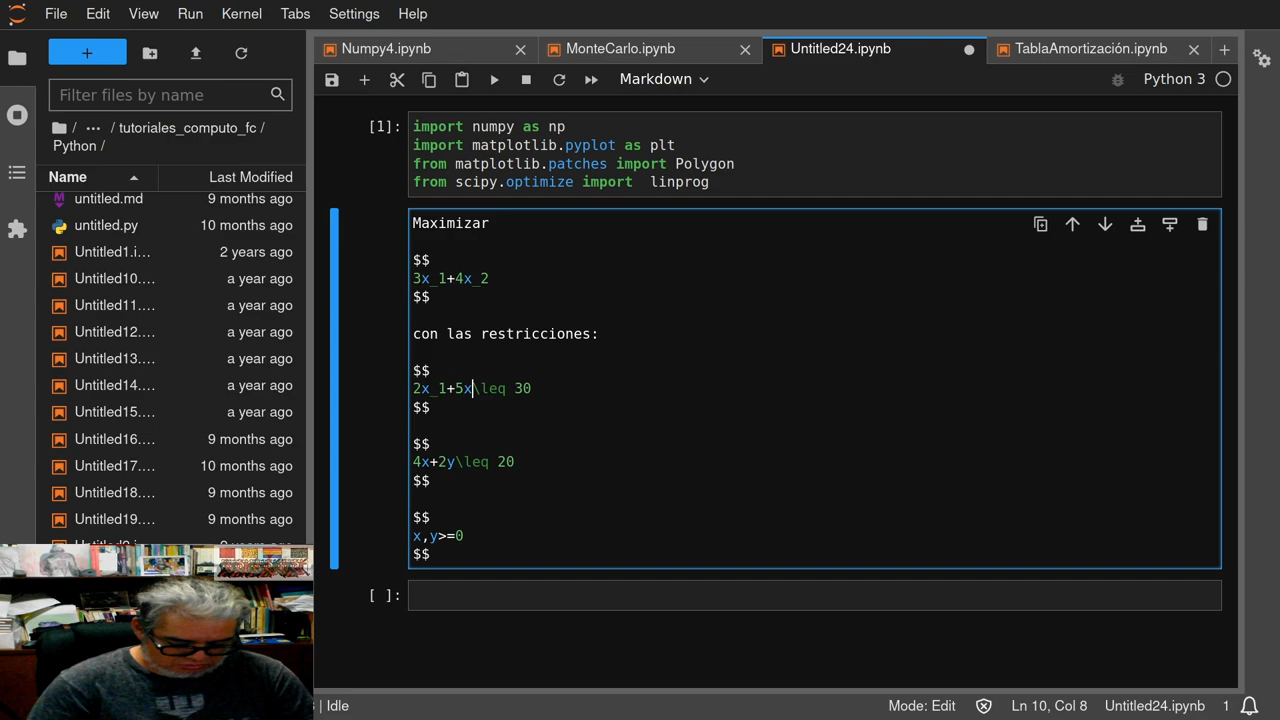 File Edit View Run Kernel Tabs Settings Help
+
Filter files by name
/ ... / tutoriales_computo_fc /
Python /
Name Last Modified
untitled.md 9 months ago
untitled.py 10 months ago
Untitled1.i... 2 years ago
Untitled10.... a year ago
Untitled11.... a year ago
Untitled12.... a year ago
Untitled13.... a year ago
Untitled14.... a year ago
Untitled15.... a year ago
Untitled16.... 9 months ago
Untitled17.... 10 months ago
Untitled18.... 9 months ago
Untitled19.... 9 months ago
Numpy4.ipynb MonteCarlo.ipynb Untitled24.ipynb TablaAmortización.ipynb
Markdown Python 3
[1]: import numpy as np
import matplotlib.pyplot as plt
from matplotlib.patches import Polygon
from scipy.optimize import  linprog
Maximizar
$$
3x_1+4x_2
$$
con las restricciones:
$$
2x_1+5x\leq 30
$$
$$
4x+2y\leq 20
$$
$$
x,y>=0
$$
[ ]:
| Idle Mode: Edit Ln 10, Col 8 Untitled24.ipynb 1